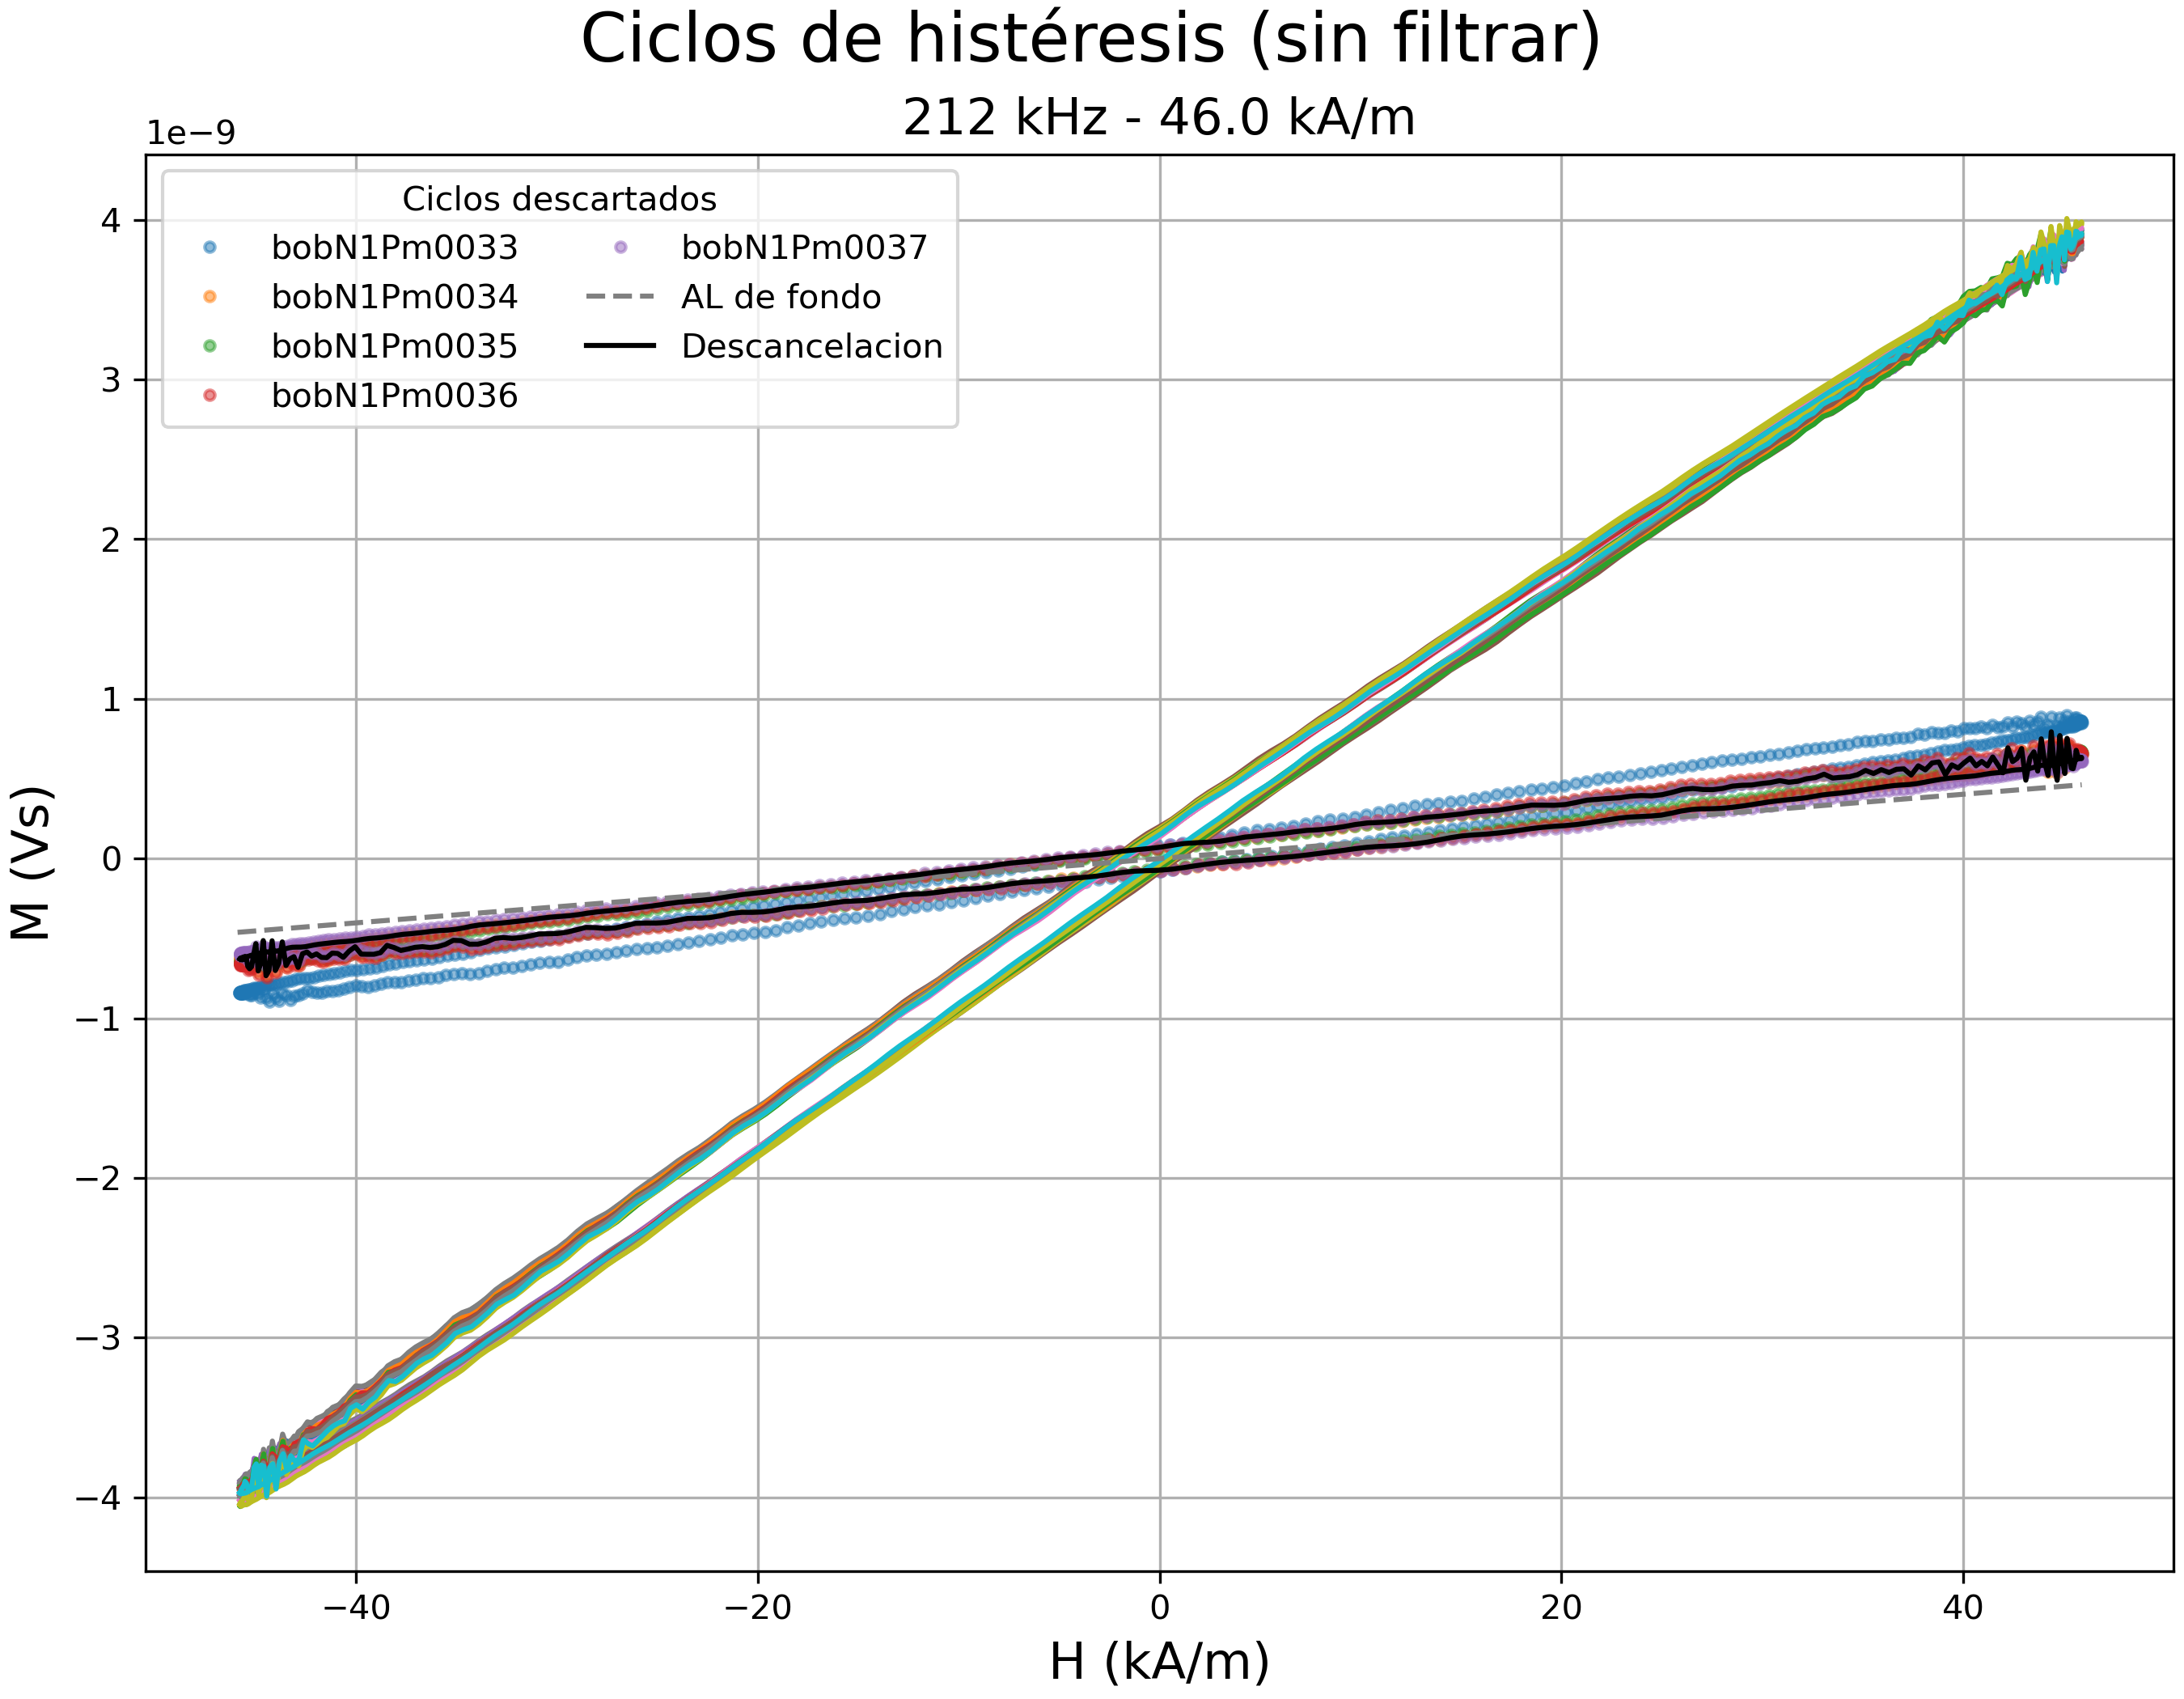 Ciclos de histéresis (sin filtrar)
212 kHz - 46.0 kA/m
1e−9
Ciclos descartados
bobN1Pm0033
bobN1Pm0034
bobN1Pm0035
bobN1Pm0036
bobN1Pm0037
AL de fondo
Descancelacion
4
3
2
1
0
−1
−2
−3
−4
M (Vs)
−40
−20
0
20
40
H (kA/m)